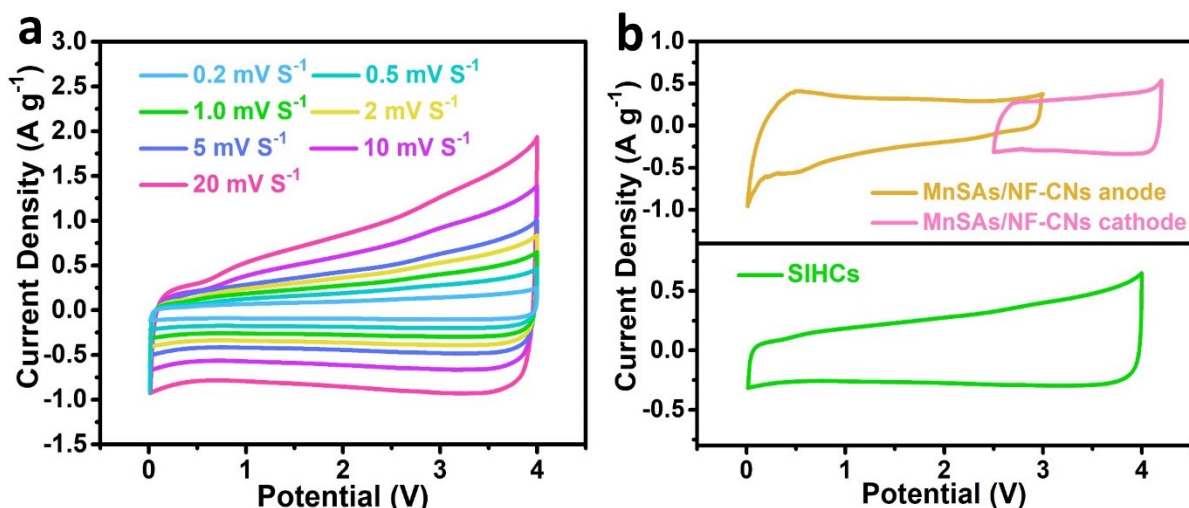 a
3.0
2.5
2.0
1.5
1.0
0.5
0.0
-0.5
-1.0
-1.5
Current Density (A g⁻¹)
0.2 mV S⁻¹ 0.5 mV S⁻¹
1.0 mV S⁻¹ 2 mV S⁻¹
5 mV S⁻¹ 10 mV S⁻¹
20 mV S⁻¹
0 1 2 3 4
Potential (V)
b
1.0
0.5
0.0
-0.5
-1.0
Current Density (A g⁻¹)
MnSAs/NF-CNs anode
MnSAs/NF-CNs cathode
0.5
0.0
-0.5
SIHCs
0 1 2 3 4
Potential (V)